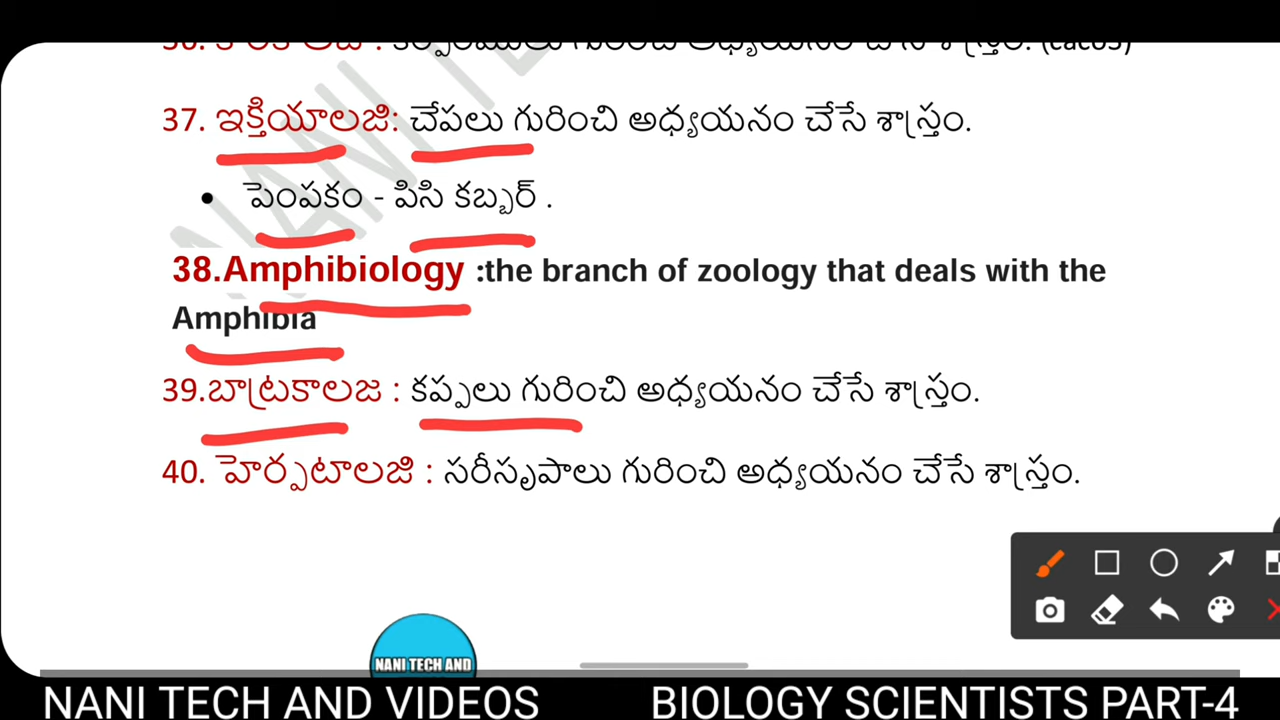 37. ఇక్తియాలజి: చేపలు గురించి అధ్యయనం చేసే శాస్త్రం.
• పెంపకం - పిసి కబ్బర్ .
38.Amphibiology :the branch of zoology that deals with the
Amphibia
39.బాట్రకాలజ : కప్పలు గురించి అధ్యయనం చేసే శాస్త్రం.
40. హెర్పటాలజి : సరీసృపాలు గురించి అధ్యయనం చేసే శాస్త్రం.
NANI TECH AND
NANI TECH AND VIDEOS BIOLOGY SCIENTISTS PART-4